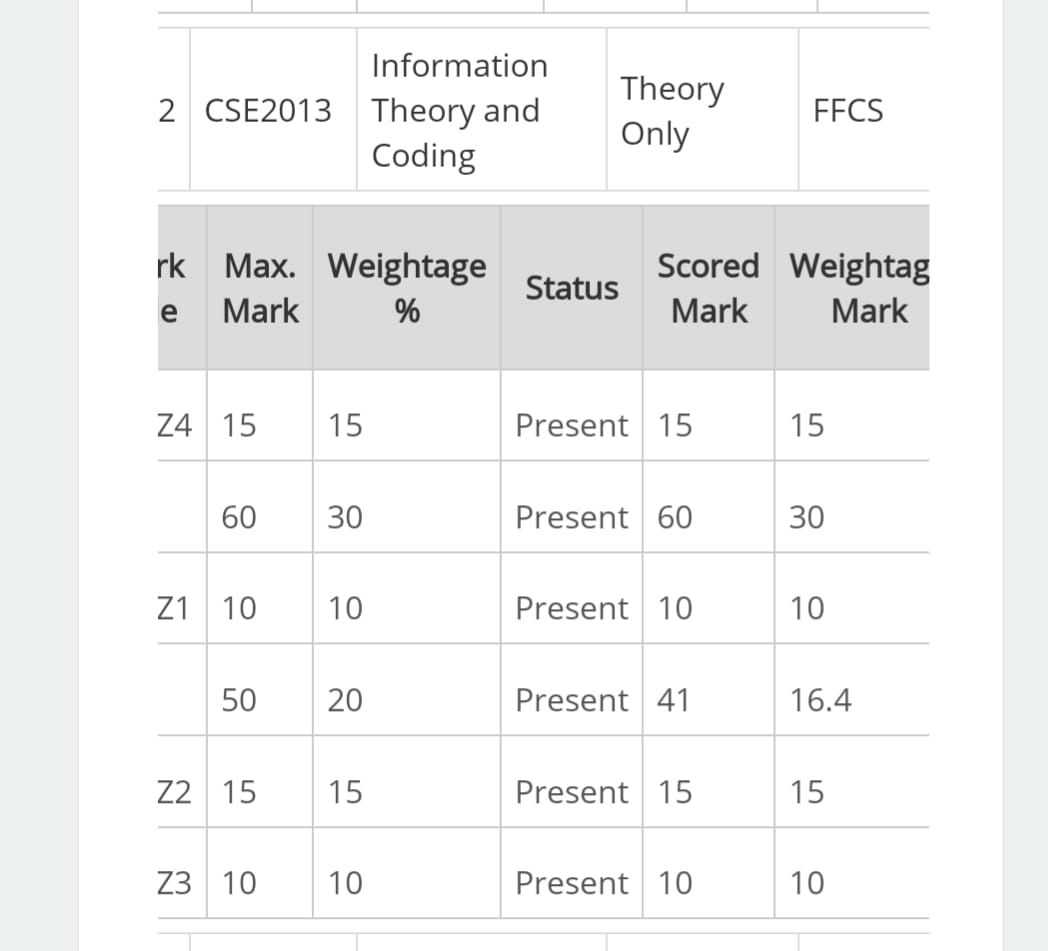 2 CSE2013 Information Theory and Coding Theory Only FFCS
rk e Max. Mark Weightage % Status Scored Mark Weightag Mark
Z4 15 15 Present 15 15
60 30 Present 60 30
Z1 10 10 Present 10 10
50 20 Present 41 16.4
Z2 15 15 Present 15 15
Z3 10 10 Present 10 10